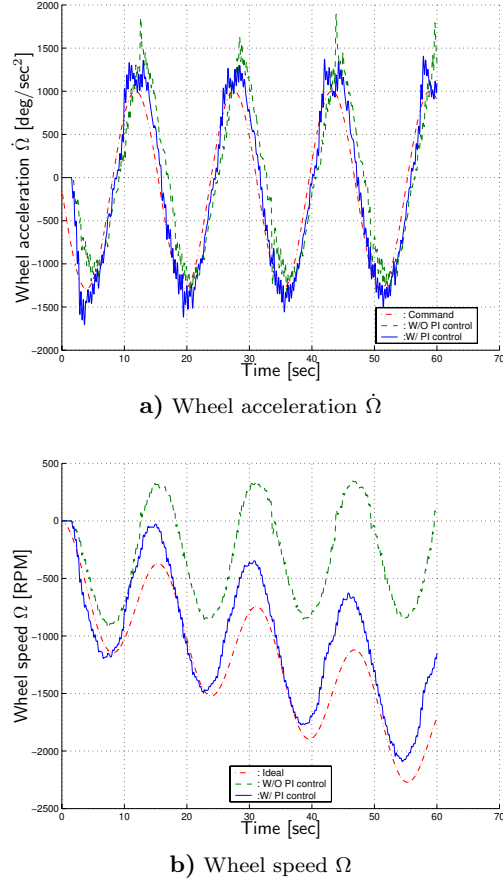 2000
1500
1000
500
0
−500
−1000
−1500
−2000
Wheel acceleration Ω̇ [deg/sec²]
0 10 20 30 40 50 60 70
Time [sec]
: Command
: W/O PI control
:W/ PI control
a) Wheel acceleration Ω̇
500
0
−500
−1000
−1500
−2000
−2500
Wheel speed Ω [RPM]
0 10 20 30 40 50 60 70
Time [sec]
: Ideal
: W/O PI control
:W/ PI control
b) Wheel speed Ω